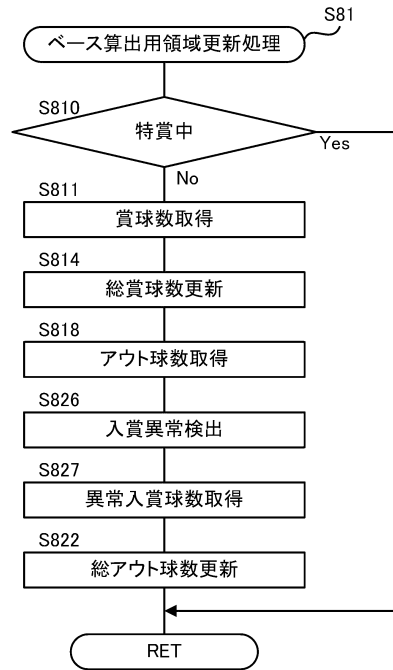 S81
ベース算出用領域更新処理
S810
特賞中
Yes
No
S811
賞球数取得
S814
総賞球数更新
S818
アウト球数取得
S826
入賞異常検出
S827
異常入賞球数取得
S822
総アウト球数更新
RET